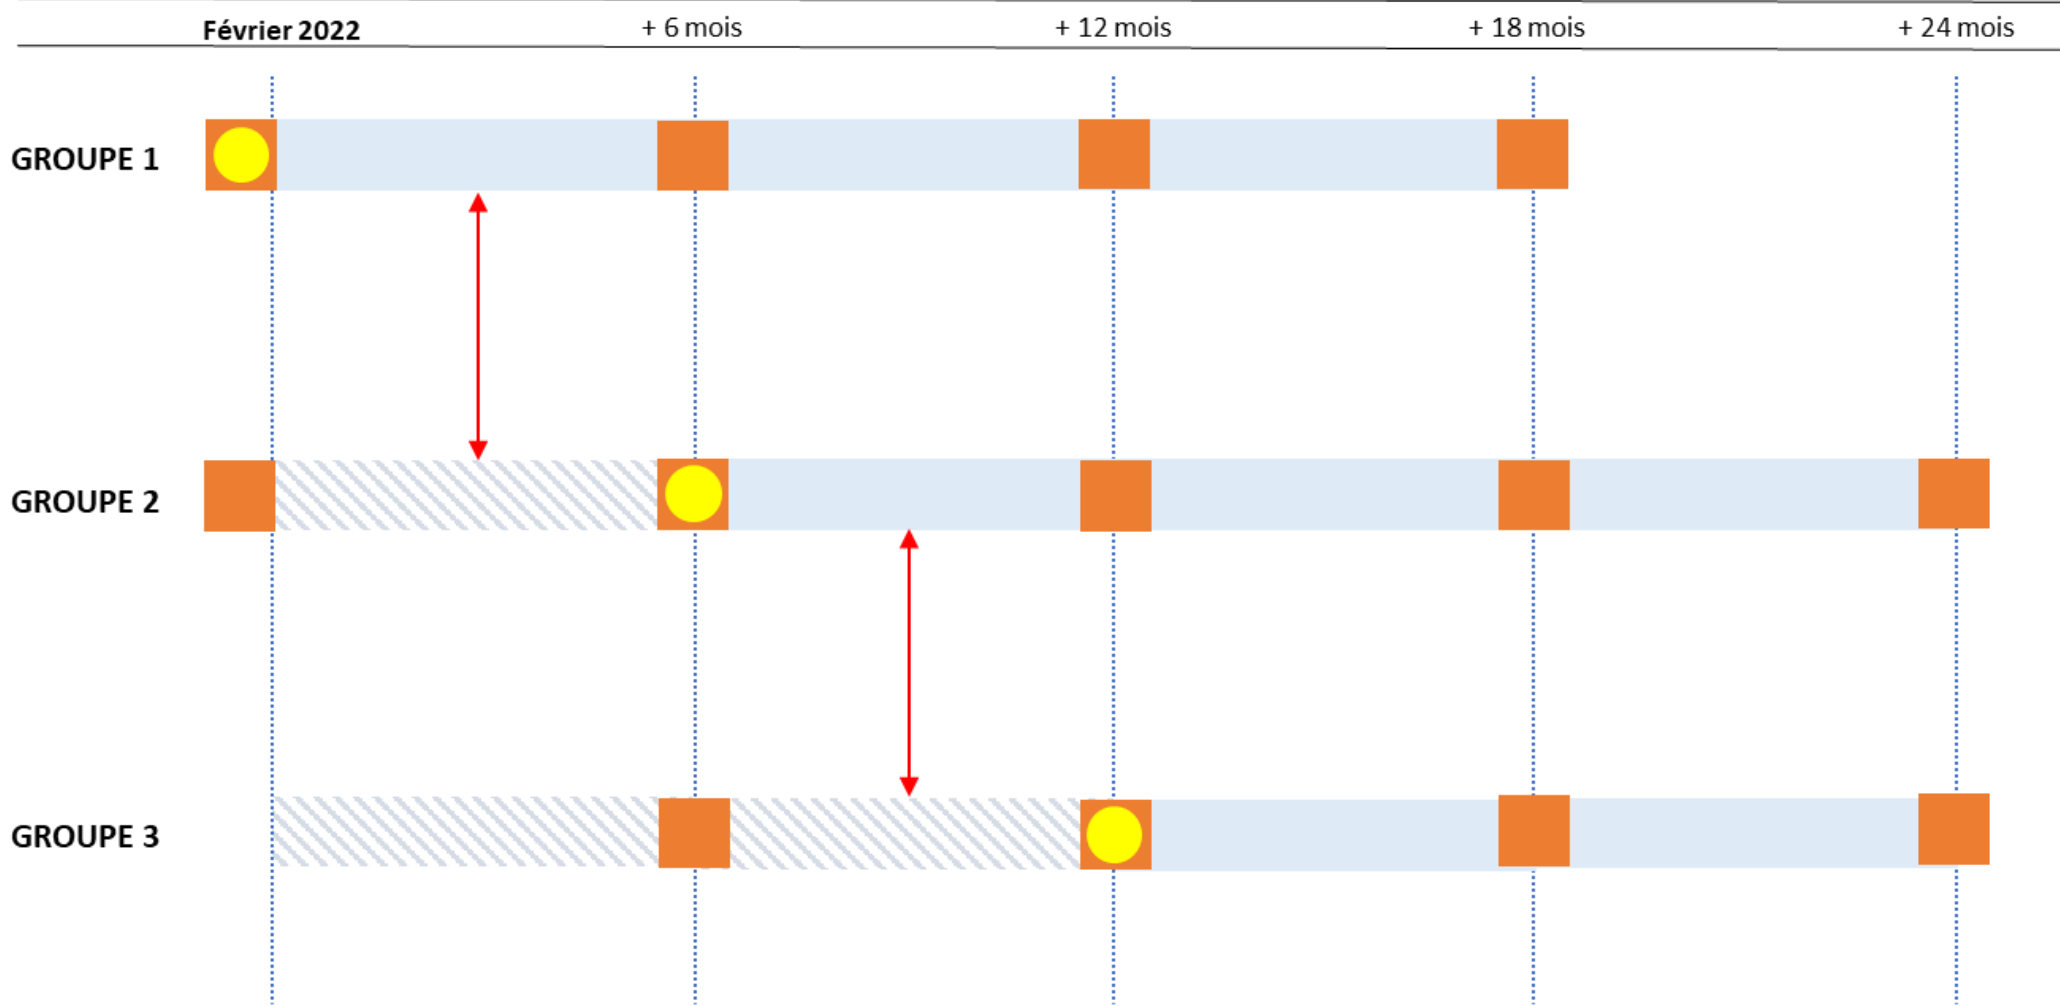 Février 2022 + 6 mois + 12 mois + 18 mois + 24 mois
GROUPE 1
GROUPE 2
GROUPE 3